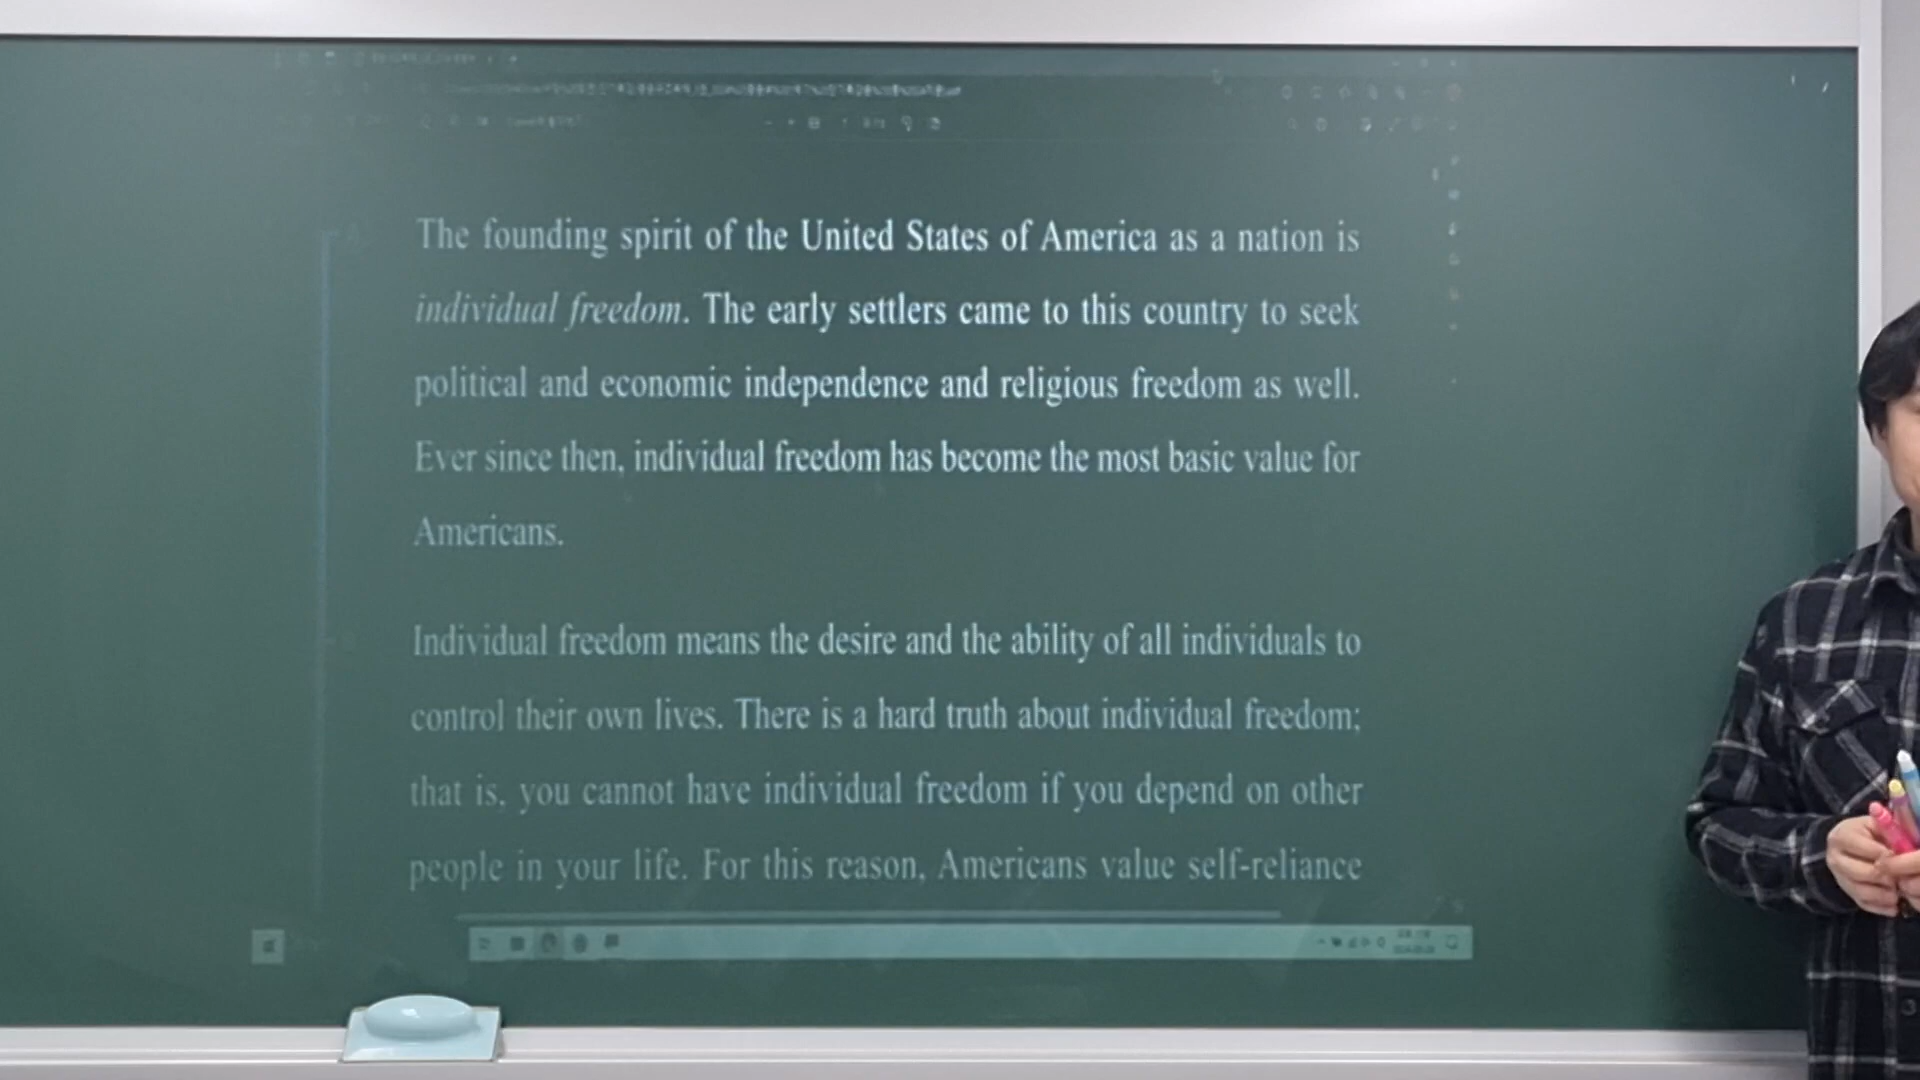 The founding spirit of the United States of America as a nation is
individual freedom. The early settlers came to this country to seek
political and economic independence and religious freedom as well.
Ever since then, individual freedom has become the most basic value for
Americans.
Individual freedom means the desire and the ability of all individuals to
control their own lives. There is a hard truth about individual freedom;
that is, you cannot have individual freedom if you depend on other
people in your life. For this reason, Americans value self-reliance